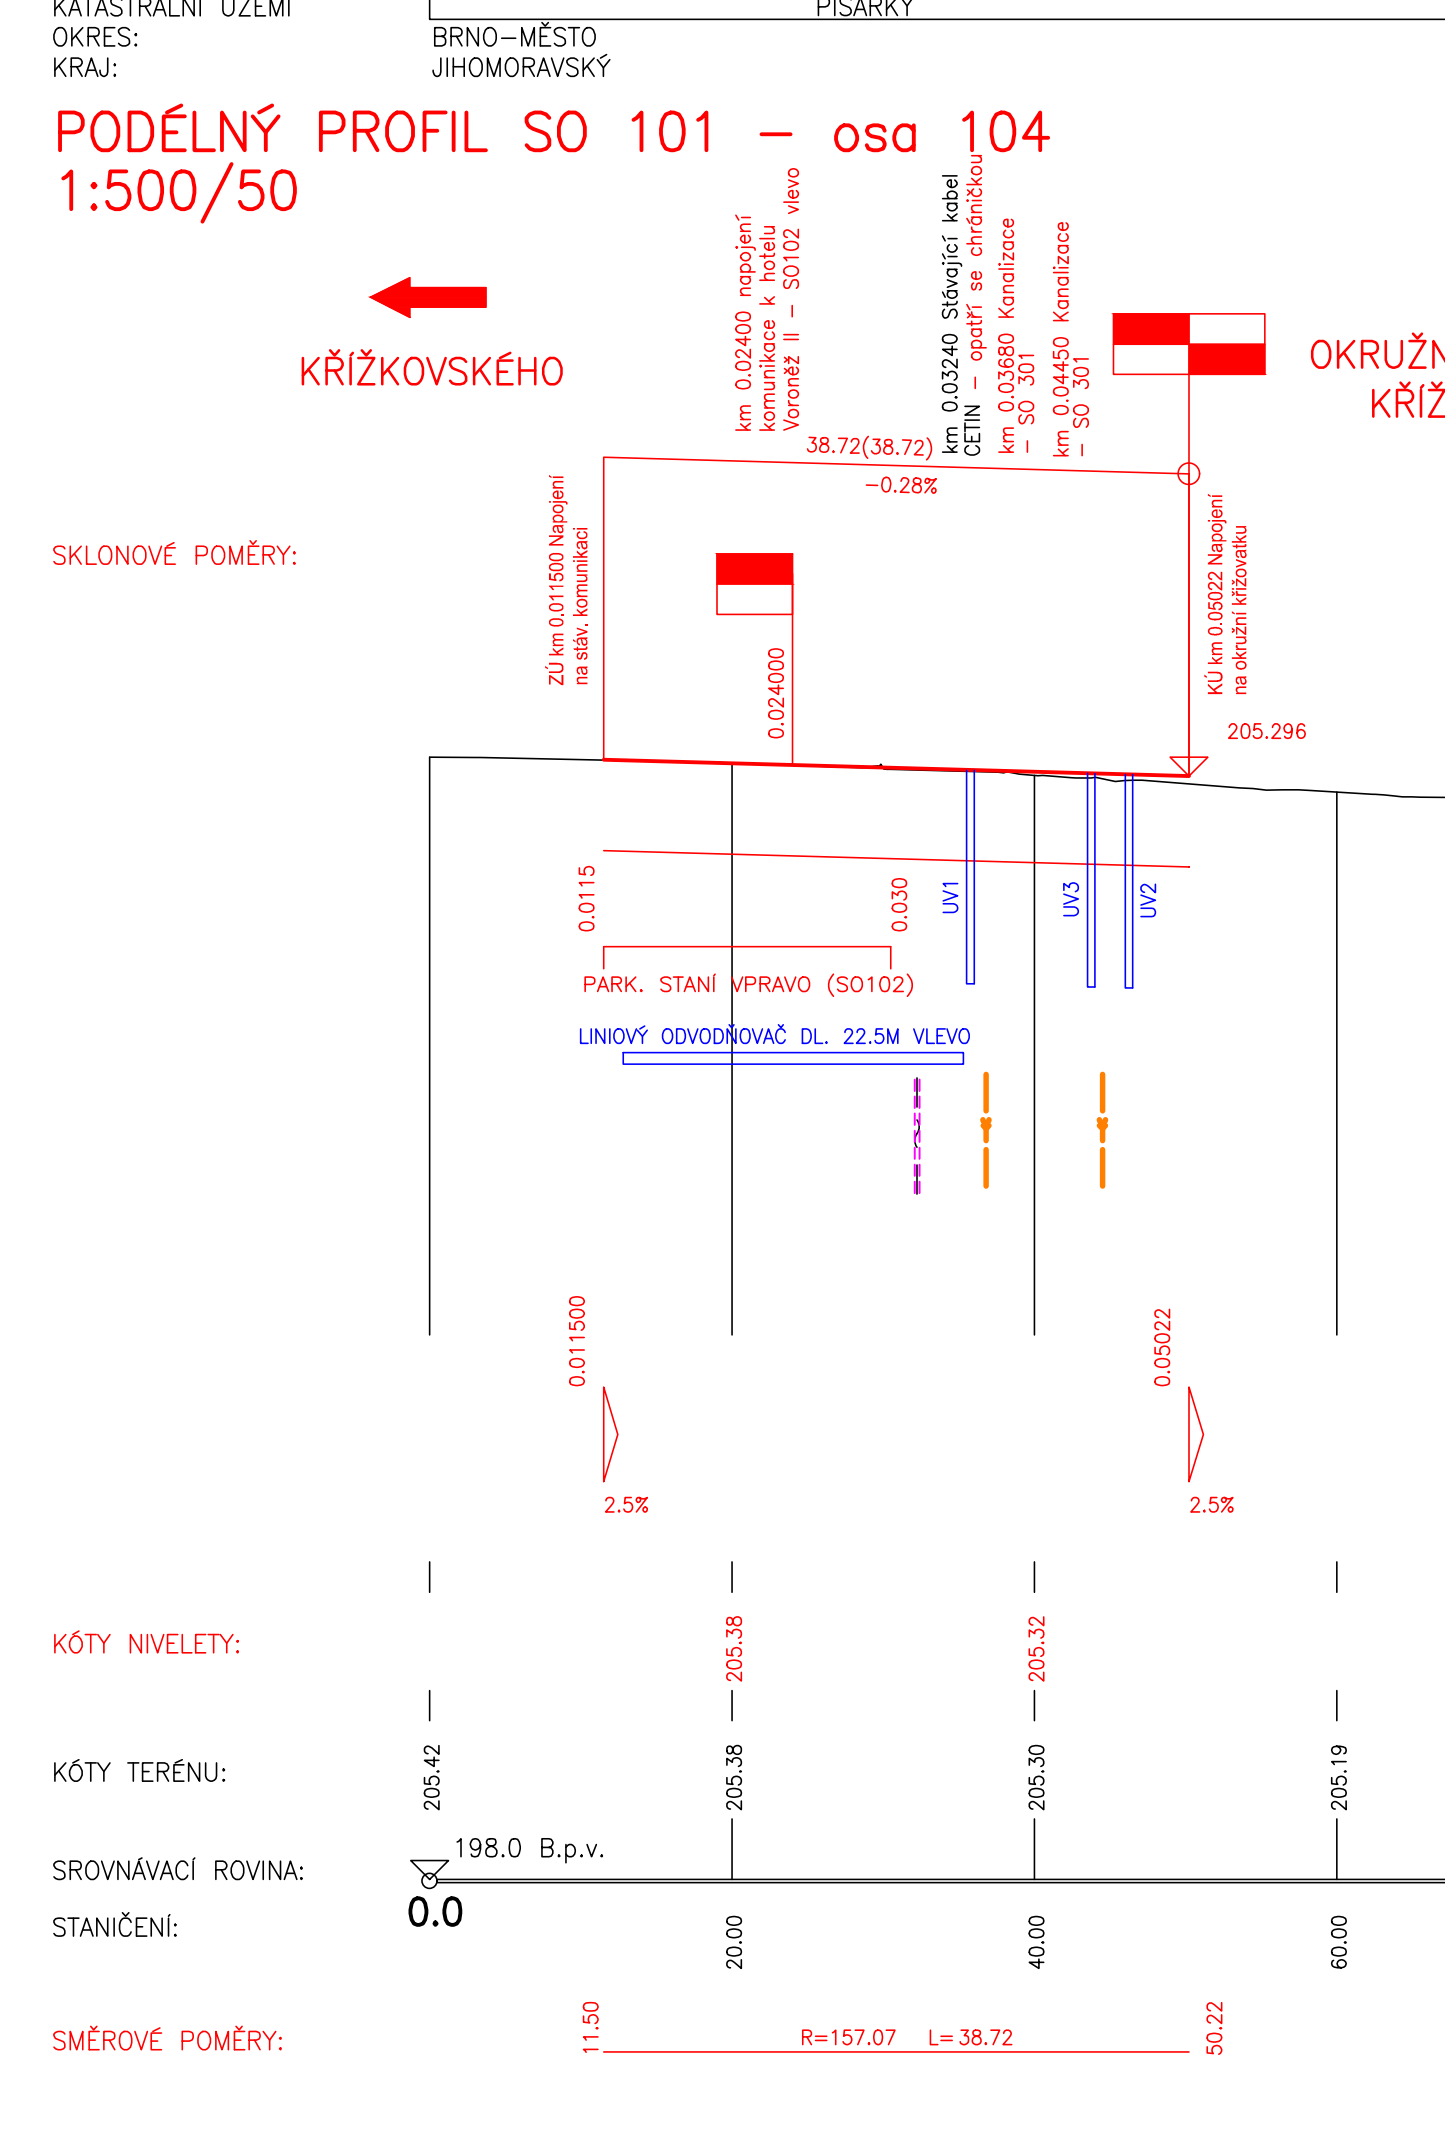 KATASTRÁLNÍ ÚZEMÍ
PISÁRKY
OKRES:
BRNO-MĚSTO
KRAJ:
JIHOMORAVSKÝ
PODÉLNÝ PROFIL SO 101 - osa 104
1:500/50
KŘÍŽKOVSKÉHO
km 0.02400 napojení
komunikace k hotelu
Voroněž II - SO102 vlevo
km 0.03240 Stávající kabel
CETIN - opatří se chráničkou
km 0.03680 Kanalizace
- SO 301
km 0.04450 Kanalizace
- SO 301
38.72(38.72)
-0.28%
SKLONOVÉ POMĚRY:
ZÚ km 0.011500 Napojení
na stáv. komunikaci
0.024000
KÚ km 0.05022 Napojení
na okružní křižovatku
205.296
0.0115
0.030
UV1
UV3
UV2
PARK. STANÍ VPRAVO (SO102)
LINIOVÝ ODVODŇOVAČ DL. 22.5M VLEVO
0.011500
0.05022
2.5%
2.5%
KÓTY NIVELETY:
205.38
205.32
KÓTY TERÉNU:
205.42
205.38
205.30
205.19
SROVNÁVACÍ ROVINA:
198.0 B.p.v.
0.0
STANIČENÍ:
20.00
40.00
60.00
SMĚROVÉ POMĚRY:
11.50
R=157.07 L=38.72
50.22